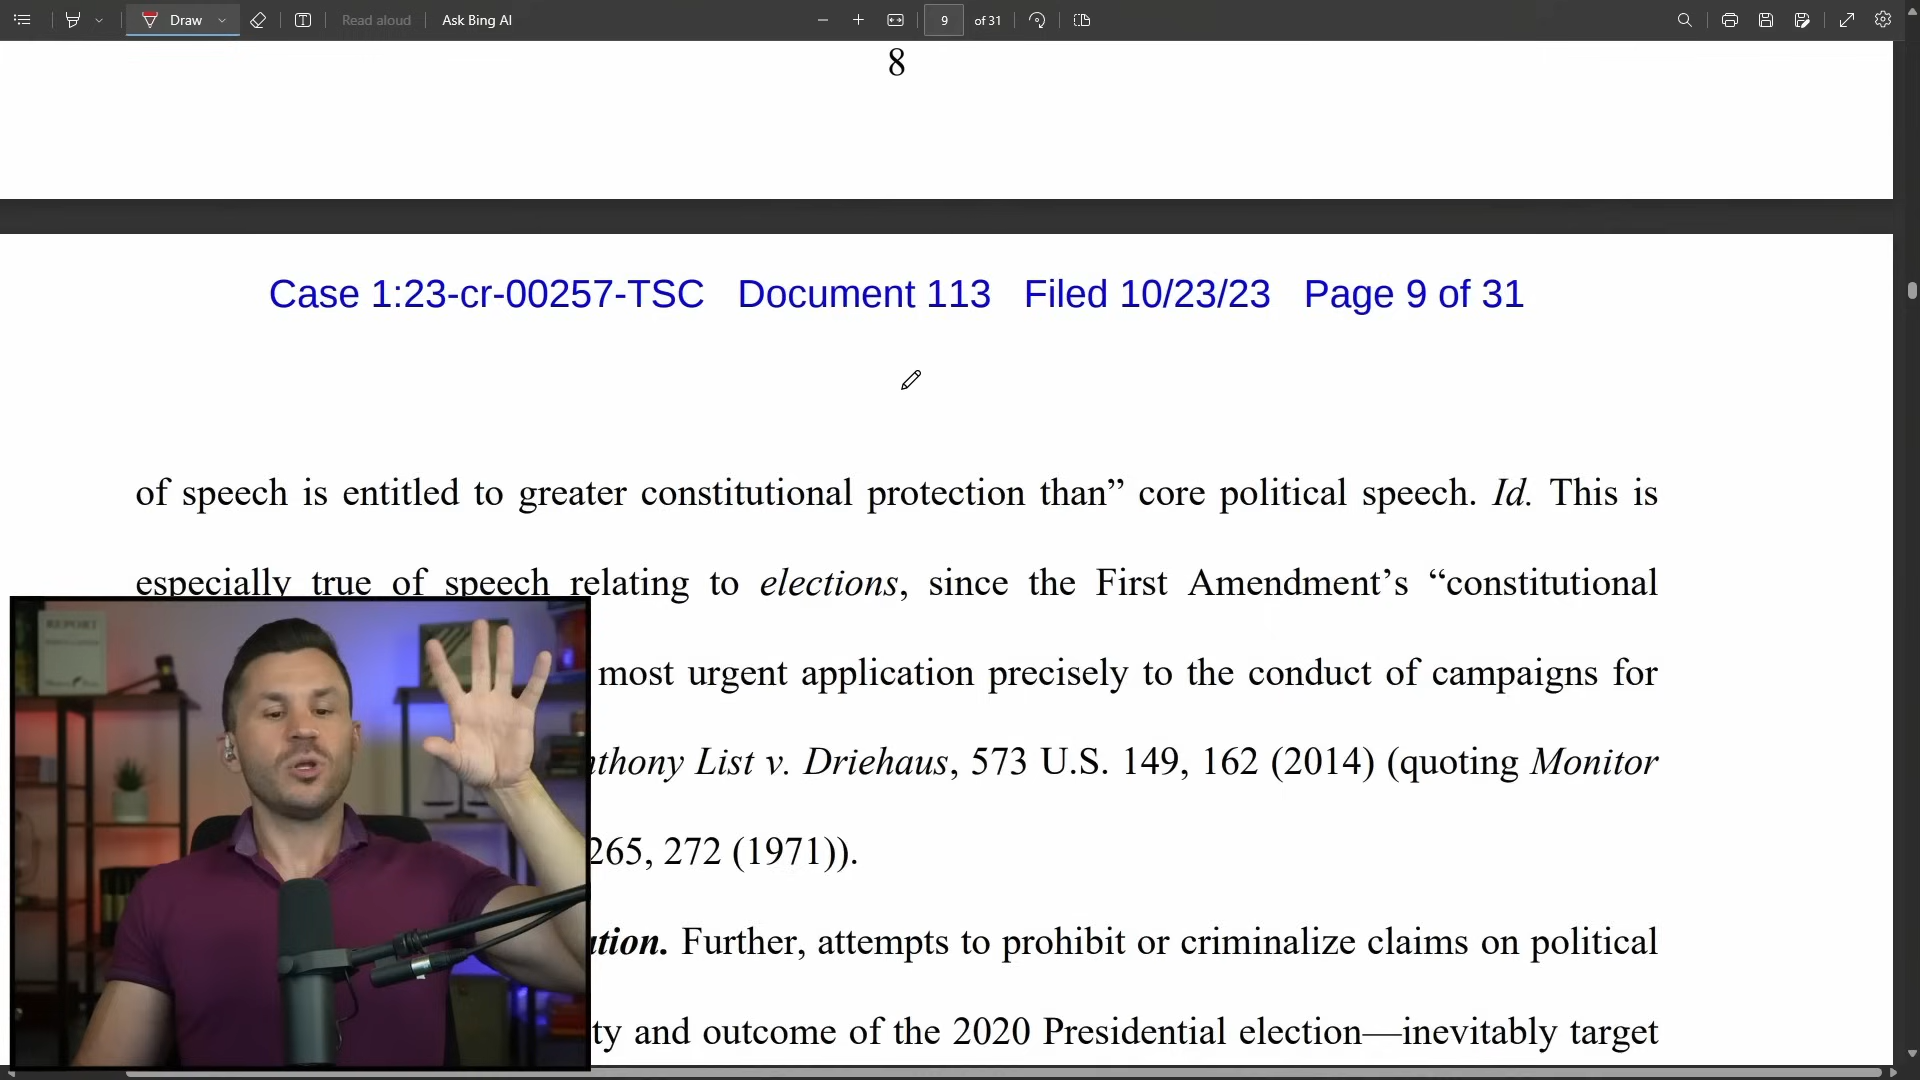 Draw
Read aloud
Ask Bing AI
9
of 31
8
Case 1:23-cr-00257-TSC Document 113 Filed 10/23/23 Page 9 of 31
of speech is entitled to greater constitutional protection than” core political speech. Id. This is
especially true of speech relating to elections, since the First Amendment’s “constitutional
most urgent application precisely to the conduct of campaigns for
nthony List v. Driehaus, 573 U.S. 149, 162 (2014) (quoting Monitor
265, 272 (1971)).
ation. Further, attempts to prohibit or criminalize claims on political
ty and outcome of the 2020 Presidential election—inevitably target
REPORT